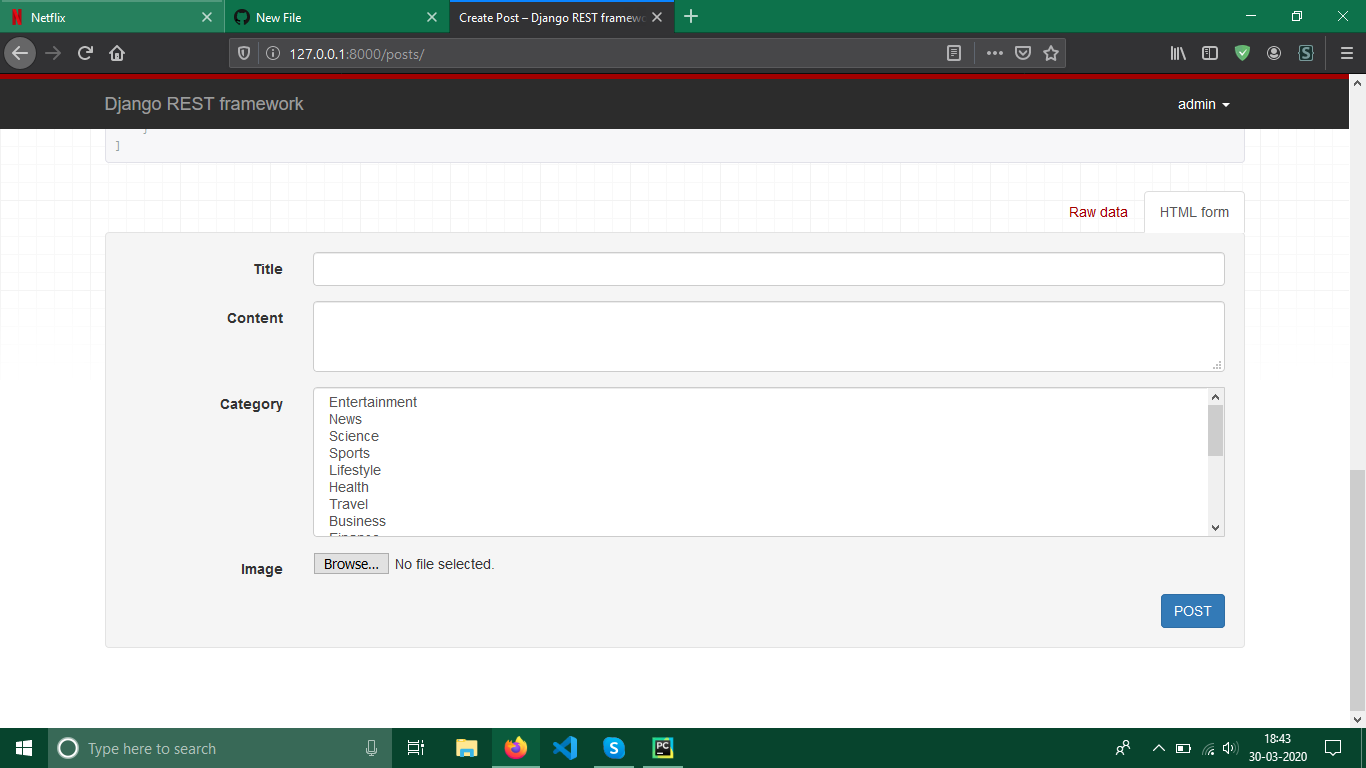 Netflix
New File
Create Post – Django REST framewo
127.0.0.1:8000/posts/
Django REST framework
admin
]
Raw data
HTML form
Title
Content
Category
Entertainment
News
Science
Sports
Lifestyle
Health
Travel
Business
Finance
Image
Browse... No file selected.
POST
Type here to search
18:43
30-03-2020